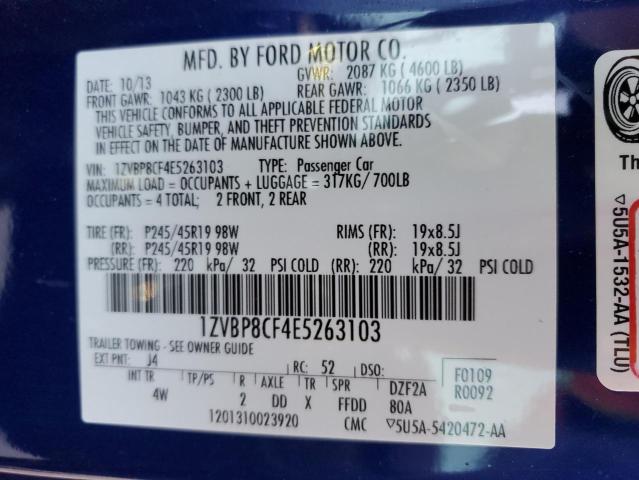 MFD. BY FORD MOTOR CO.
DATE: 10/13 GVWR: 2087 KG ( 4600 LB)
FRONT GAWR: 1043 KG ( 2300 LB) REAR GAWR: 1066 KG ( 2350 LB)
THIS VEHICLE CONFORMS TO ALL APPLICABLE FEDERAL MOTOR
VEHICLE SAFETY, BUMPER, AND THEFT PREVENTION STANDARDS
IN EFFECT ON THE DATE OF MANUFACTURE SHOWN ABOVE.
VIN: 1ZVBP8CF4E5263103 TYPE: Passenger Car
MAXIMUM LOAD = OCCUPANTS + LUGGAGE = 317KG/ 700LB
OCCUPANTS: = 4 TOTAL: 2 FRONT, 2 REAR
TIRE (FR): P245/45R19 98W RIMS (FR): 19x8.5J
(RR): P245/45R19 98W (RR): 19x8.5J
PRESSURE (FR): 220 kPa/ 32 PSI COLD (RR): 220 kPa/ 32 PSI COLD
1ZVBP8CF4E5263103
TRAILER TOWING - SEE OWNER GUIDE
EXT PNT: J4 RC: 52 DSO:
INT TR TP/PS R AXLE TR SPR DZF2A
4W 2 DD X FFDD 80A
F0109
R0092
1201310023920 CMC ▽5U5A-5420472-AA
Th
▽5U5A-1532-AA (TLU)